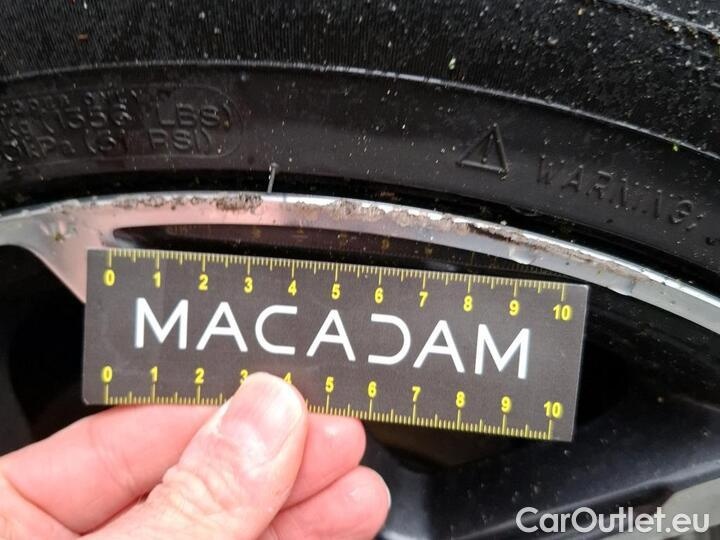 (1356 LBS)
PSI)
WARNING;
0 1 2 3 4 5 6 7 8 9 10
MACADAM
0 1 2 3 4 5 6 7 8 9 10
CarOutlet.eu